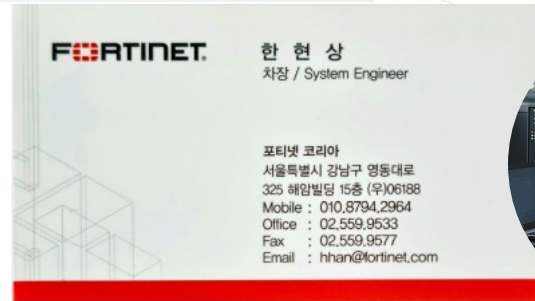 FORTINET.
한 현 상
차장 / System Engineer
포티넷 코리아
서울특별시 강남구 영동대로
325 해암빌딩 15층 (우)06188
Mobile : 010.8794.2964
Office : 02.559.9533
Fax : 02.559.9577
Email : hhan@fortinet.com